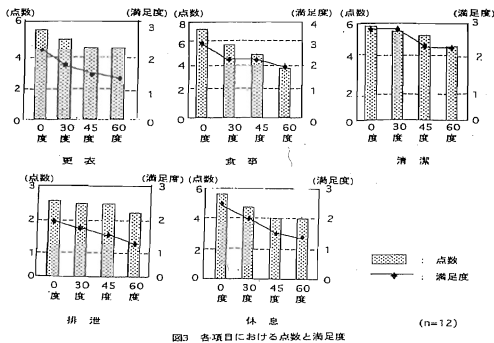 (点数) (満足度) (点数) (満足度) (点数) (満足度)
6 3 8 4 6 3
4 2 6 3 4 2
2 1 4 2 2 1
0 0 2 1 0 0
0 0
0 30 45 60 0 30 45 60 0 30 45 60
度 度 度 度 度 度 度 度 度 度 度 度
更 衣 食 事 清 潔
(点数) (満足度) (点数) (満足度)
3 3 6 3
2 2 4 2
1 1 2 1
0 0 0 0
0 30 45 60 0 30 45 60
度 度 度 度 度 度 度 度
排 泄 休 息
: 点数
: 満足度
(n=12)
図3 各項目における点数と満足度